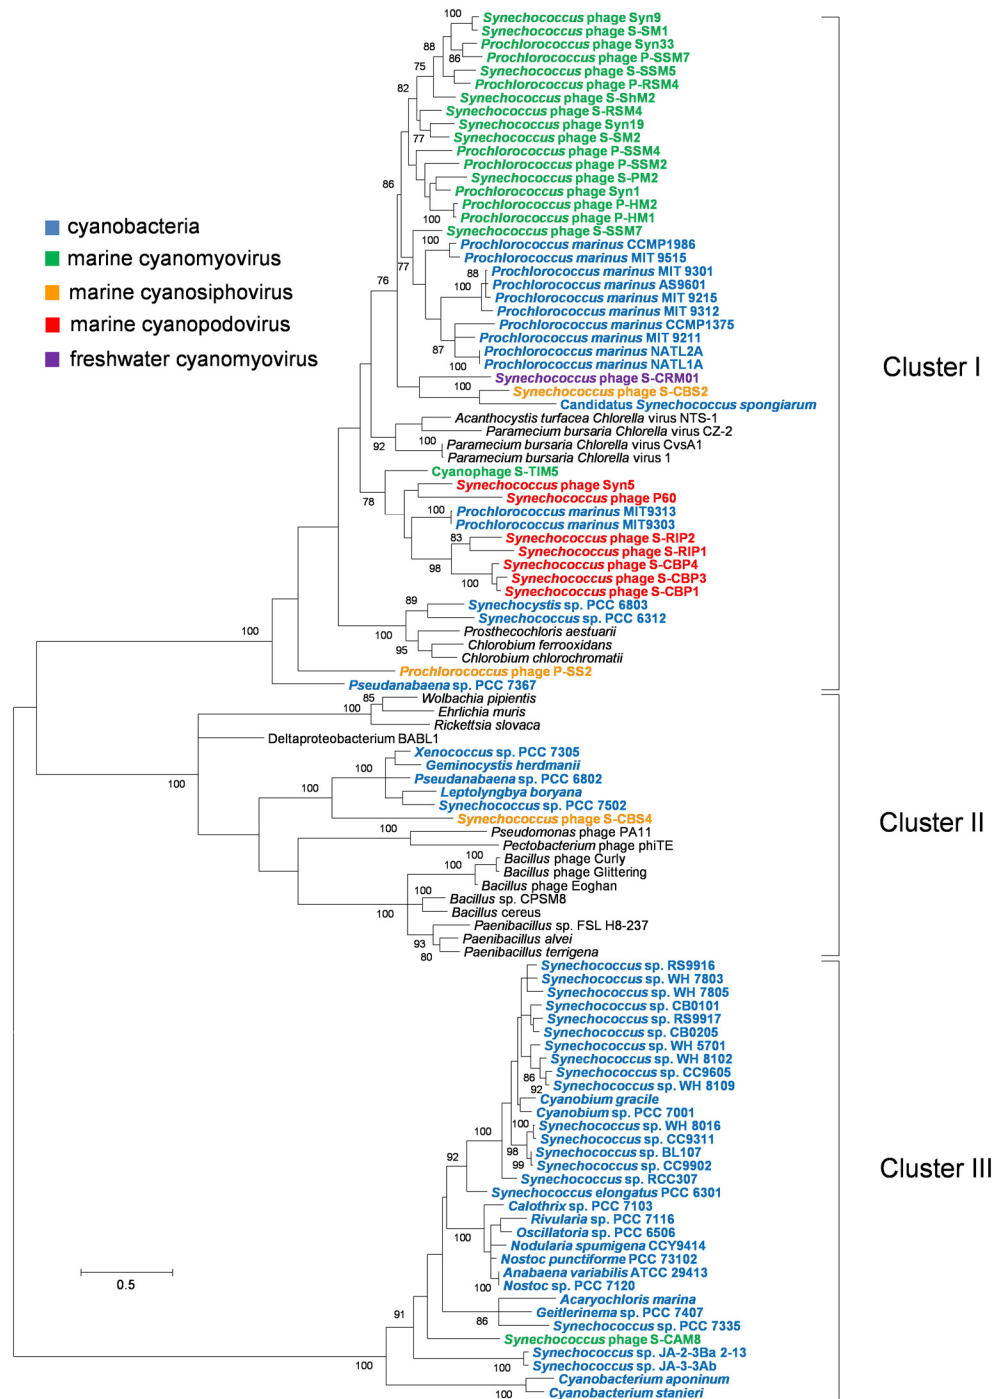 100
Synechococcus phage Syn9
Synechococcus phage S-SM1
88
Prochlorococcus phage Syn33
86
Prochlorococcus phage P-SSM7
75
Synechococcus phage S-SSM5
Prochlorococcus phage P-RSM4
82
Synechococcus phage S-ShM2
Synechococcus phage S-RSM4
Synechococcus phage Syn19
77
Synechococcus phage S-SM2
Prochlorococcus phage P-SSM4
Prochlorococcus phage P-SSM2
86
Synechococcus phage S-PM2
Prochlorococcus phage Syn1
Prochlorococcus phage P-HM2
100
Prochlorococcus phage P-HM1
Synechococcus phage S-SSM7
cyanobacteria
marine cyanomyovirus
marine cyanosiphovirus
marine cyanopodovirus
freshwater cyanomyovirus
100
Prochlorococcus marinus CCMP1986
Prochlorococcus marinus MIT 9515
77
88
Prochlorococcus marinus MIT 9301
76
Prochlorococcus marinus AS9601
100
Prochlorococcus marinus MIT 9215
Prochlorococcus marinus MIT 9312
Prochlorococcus marinus CCMP1375
Prochlorococcus marinus MIT 9211
87
Prochlorococcus marinus NATL2A
100
Prochlorococcus marinus NATL1A
Cluster I
Synechococcus phage S-CRM01
100
Synechococcus phage S-CBS2
Candidatus Synechococcus spongiarum
Acanthocystis turfacea Chlorella virus NTS-1
Paramecium bursaria Chlorella virus CZ-2
92
100
Paramecium bursaria Chlorella virus CvsA1
Paramecium bursaria Chlorella virus 1
Cyanophage S-TIM5
Synechococcus phage Syn5
78
Synechococcus phage P60
100
Prochlorococcus marinus MIT9313
Prochlorococcus marinus MIT9303
83
Synechococcus phage S-RIP2
Synechococcus phage S-RIP1
98
Synechococcus phage S-CBP4
100
Synechococcus phage S-CBP3
Synechococcus phage S-CBP1
89
Synechocystis sp. PCC 6803
Synechococcus sp. PCC 6312
100
100
Prosthecochloris aestuarii
95
Chlorobium ferrooxidans
Chlorobium chlorochromatii
Prochlorococcus phage P-SS2
Pseudanabaena sp. PCC 7367
85
Wolbachia pipientis
100
Ehrlichia muris
Rickettsia slovaca
Deltaproteobacterium BABL1
Xenococcus sp. PCC 7305
100
Geminocystis herdmanii
100
Pseudanabaena sp. PCC 6802
Leptolyngbya boryana
Synechococcus sp. PCC 7502
Synechococcus phage S-CBS4
Cluster II
100
Pseudomonas phage PA11
Pectobacterium phage phiTE
100
Bacillus phage Curly
100
Bacillus phage Glittering
Bacillus phage Eoghan
100
Bacillus sp. CPSM8
100
Bacillus cereus
Paenibacillus sp. FSL H8-237
93
Paenibacillus alvei
80
Paenibacillus terrigena
Synechococcus sp. RS9916
Synechococcus sp. WH 7803
Synechococcus sp. WH 7805
Synechococcus sp. CB0101
Synechococcus sp. RS9917
Synechococcus sp. CB0205
Synechococcus sp. WH 5701
Synechococcus sp. WH 8102
86
Synechococcus sp. CC9605
92
Synechococcus sp. WH 8109
Cyanobium gracile
Cyanobium sp. PCC 7001
100
100
Synechococcus sp. WH 8016
Synechococcus sp. CC9311
98
Synechococcus sp. BL107
99
Synechococcus sp. CC9902
Cluster III
92
Synechococcus sp. RCC307
Synechococcus elongatus PCC 6301
Calothrix sp. PCC 7103
Rivularia sp. PCC 7116
100
Oscillatoria sp. PCC 6506
Nodularia spumigena CCY9414
Nostoc punctiforme PCC 73102
Anabaena variabilis ATCC 29413
100
Nostoc sp. PCC 7120
0.5
Acaryochloris marina
91
86
Geitlerinema sp. PCC 7407
Synechococcus sp. PCC 7335
Synechococcus phage S-CAM8
Synechococcus sp. JA-2-3Ba 2-13
100
100
Synechococcus sp. JA-3-3Ab
Cyanobacterium aponinum
100
Cyanobacterium stanieri